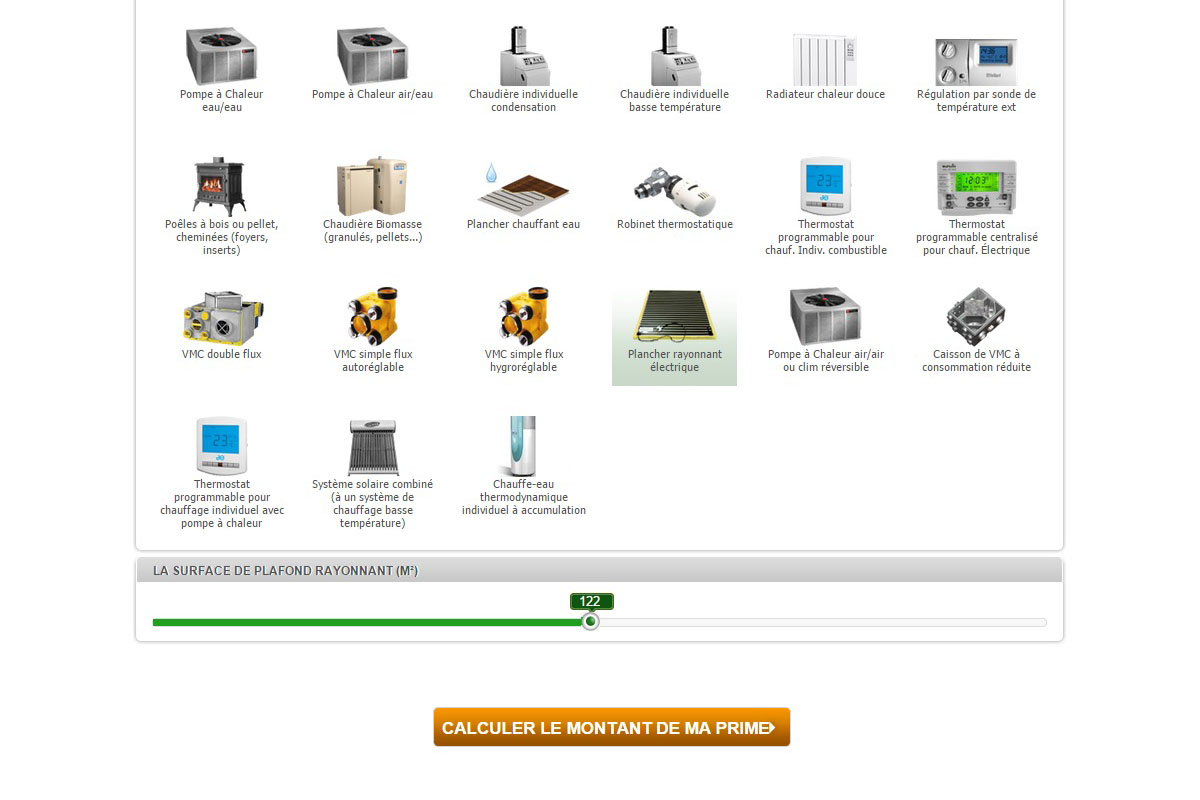 Pompe à Chaleur
eau/eau
Pompe à Chaleur air/eau
Chaudière individuelle
condensation
Chaudière individuelle
basse température
Radiateur chaleur douce
Régulation par sonde de
température ext
Poêles à bois ou pellet,
cheminées (foyers,
inserts)
Chaudière Biomasse
(granulés, pellets...)
Plancher chauffant eau
Robinet thermostatique
23
Thermostat
programmable pour
chauf. Indiv. combustible
12:03
Thermostat
programmable centralisé
pour chauf. Électrique
VMC double flux
VMC simple flux
autoréglable
VMC simple flux
hygroréglable
Plancher rayonnant
électrique
Pompe à Chaleur air/air
ou clim réversible
Caisson de VMC à
consommation réduite
23
Thermostat
programmable pour
chauffage individuel avec
pompe à chaleur
Système solaire combiné
(à un système de
chauffage basse
température)
Chauffe-eau
thermodynamique
individuel à accumulation
LA SURFACE DE PLAFOND RAYONNANT (M²)
122
CALCULER LE MONTANT DE MA PRIME